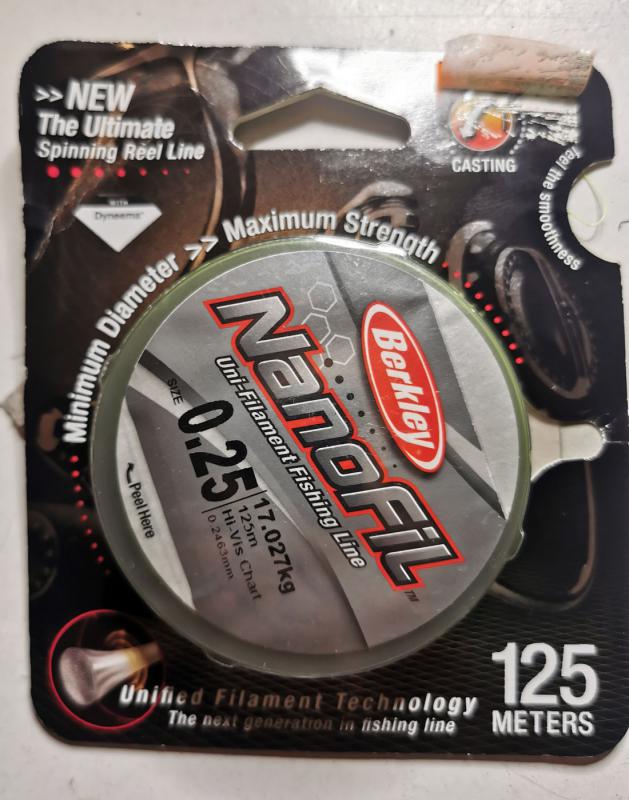 >> NEW
The Ultimate
Spinning Reel Line
WITH
Dyneema®
CASTING
feel the smoothness
Minimum Diameter >> Maximum Strength
Berkley
NanoFil™
Uni-Filament Fishing Line
SIZE
0.25
17.027kg
125m
Hi-Vis Chart
0.2463mm
Peel Here
125
METERS
Unified Filament Technology
The next generation in fishing line